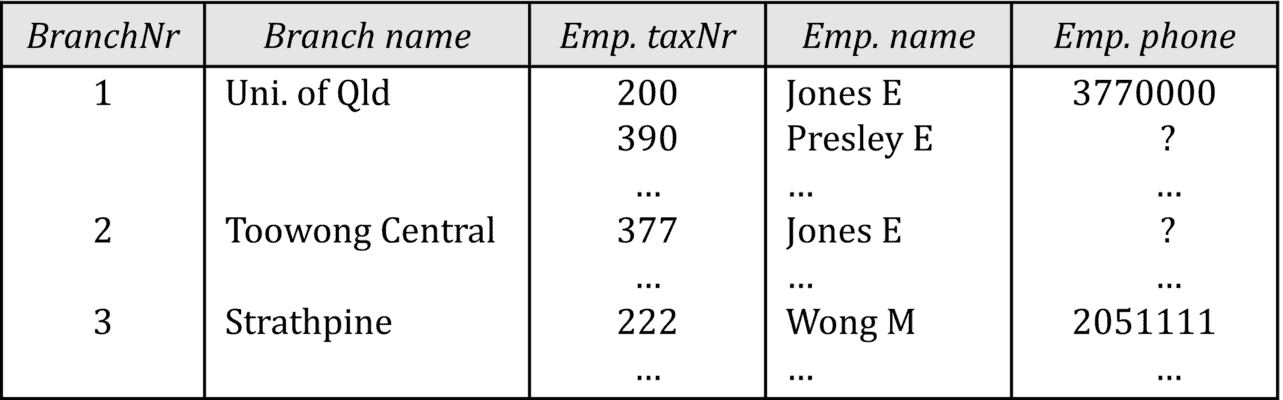 BranchNr Branch name Emp. taxNr Emp. name Emp. phone
1 Uni. of Qld 200 Jones E 3770000
390 Presley E ?
... ... ...
2 Toowong Central 377 Jones E ?
... ... ...
3 Strathpine 222 Wong M 2051111
... ... ...